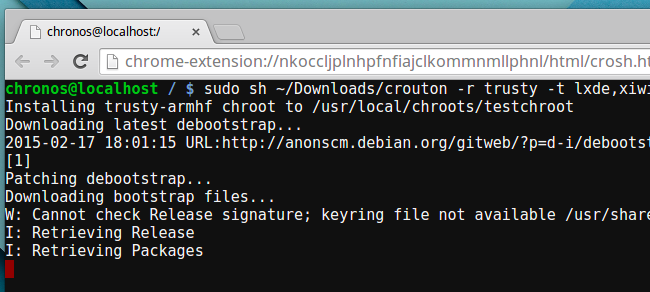 chronos@localhost:/
chrome-extension://nkoccljplnhpfnfiajclkommnmllphnl/html/crosh.ht
chronos@localhost / $ sudo sh ~/Downloads/crouton -r trusty -t lxde,xiwi
Installing trusty-armhf chroot to /usr/local/chroots/testchroot
Downloading latest debootstrap...
2015-02-17 18:01:15 URL:http://anonscm.debian.org/gitweb/?p=d-i/debootst
[1]
Patching debootstrap...
Downloading bootstrap files...
W: Cannot check Release signature; keyring file not available /usr/share
I: Retrieving Release
I: Retrieving Packages